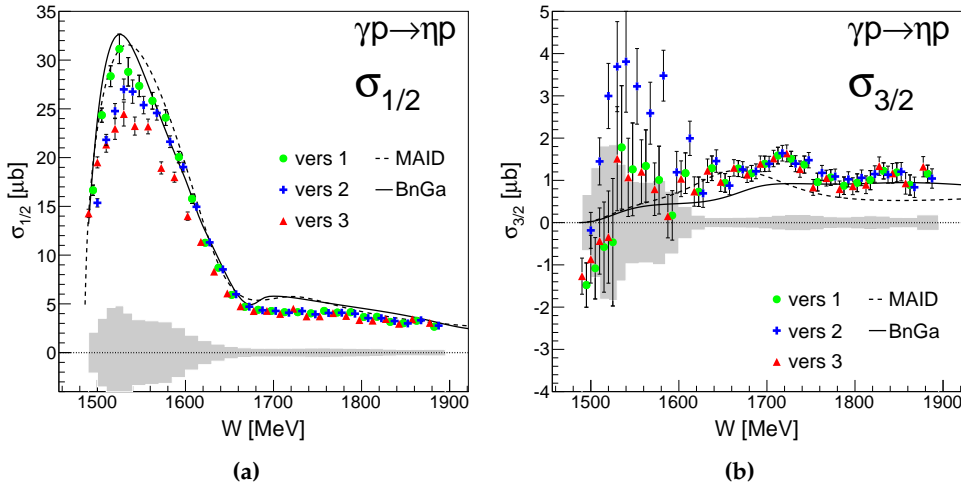 γp→ηp
σ1/2
35
30
25
20
15
10
5
0
σ1/2 [μb]
vers 1
vers 2
vers 3
MAID
BnGa
1500 1600 1700 1800 1900
W [MeV]
(a)
γp→ηp
σ3/2
5
4
3
2
1
0
-1
-2
-3
-4
σ3/2 [μb]
vers 1
vers 2
vers 3
MAID
BnGa
1500 1600 1700 1800 1900
W [MeV]
(b)